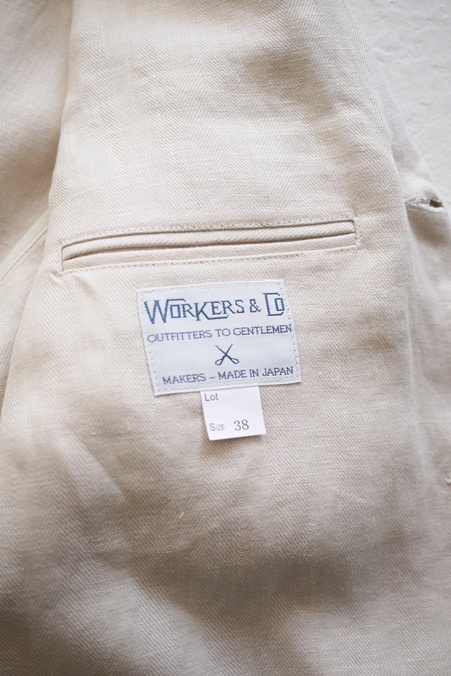 WORKERS & CO
OUTFITTERS TO GENTLEMEN
MAKERS – MADE IN JAPAN
Lot
SIZE 38